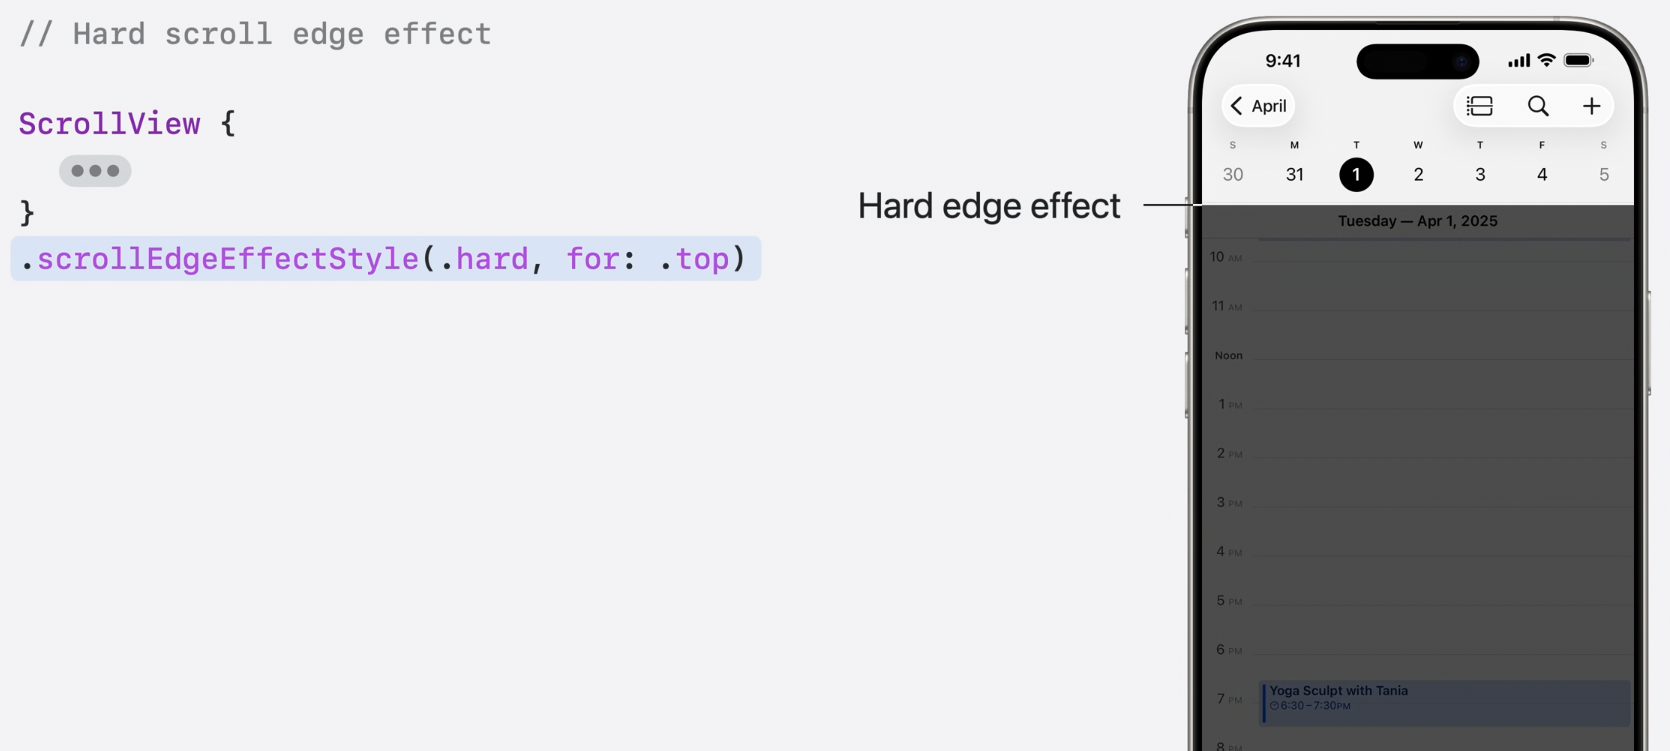 // Hard scroll edge effect
ScrollView {
}
.scrollEdgeEffectStyle(.hard, for: .top)
Hard edge effect
9:41
April
S M T W T F S
30 31 1 2 3 4 5
Tuesday — Apr 1, 2025
10 AM
11 AM
Noon
1 PM
2 PM
3 PM
4 PM
5 PM
6 PM
7 PM
Yoga Sculpt with Tania
6:30 – 7:30PM
8 PM